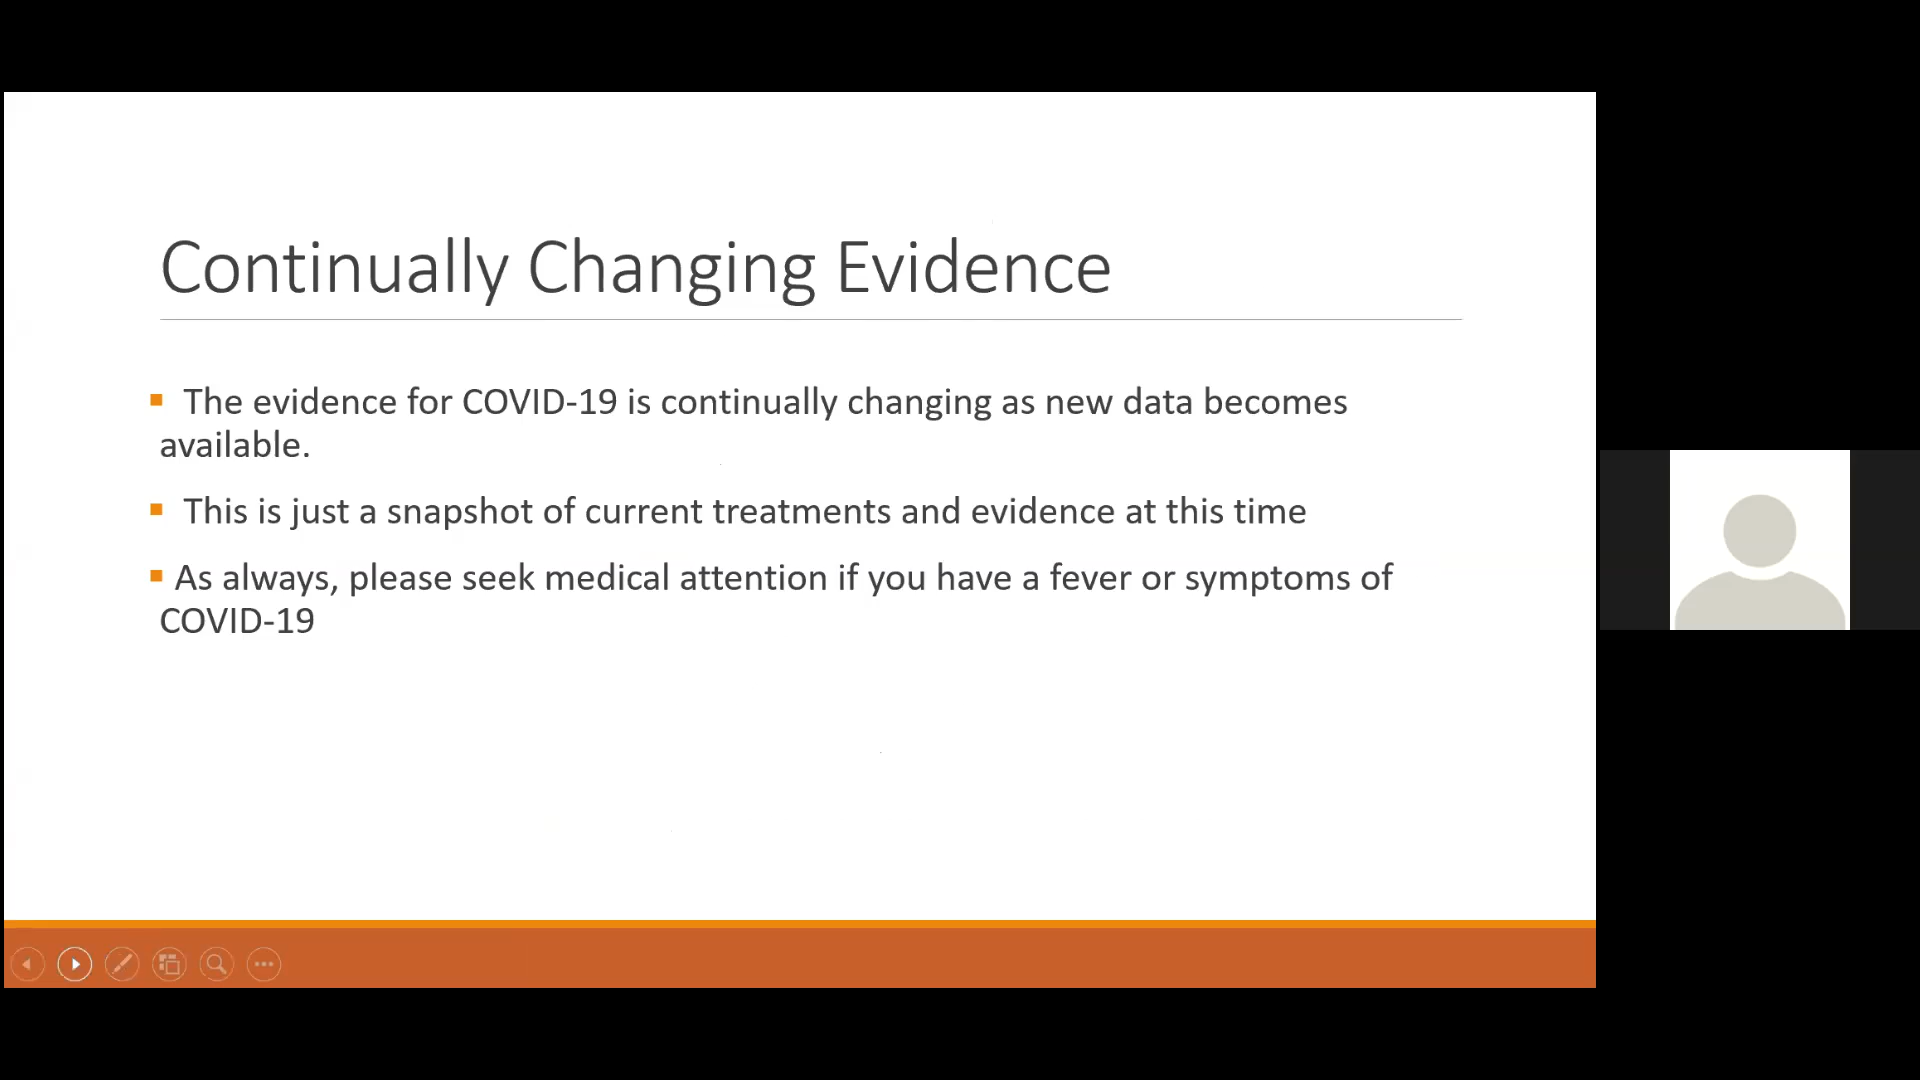 Continually Changing Evidence
The evidence for COVID-19 is continually changing as new data becomes
available.
This is just a snapshot of current treatments and evidence at this time
As always, please seek medical attention if you have a fever or symptoms of
COVID-19